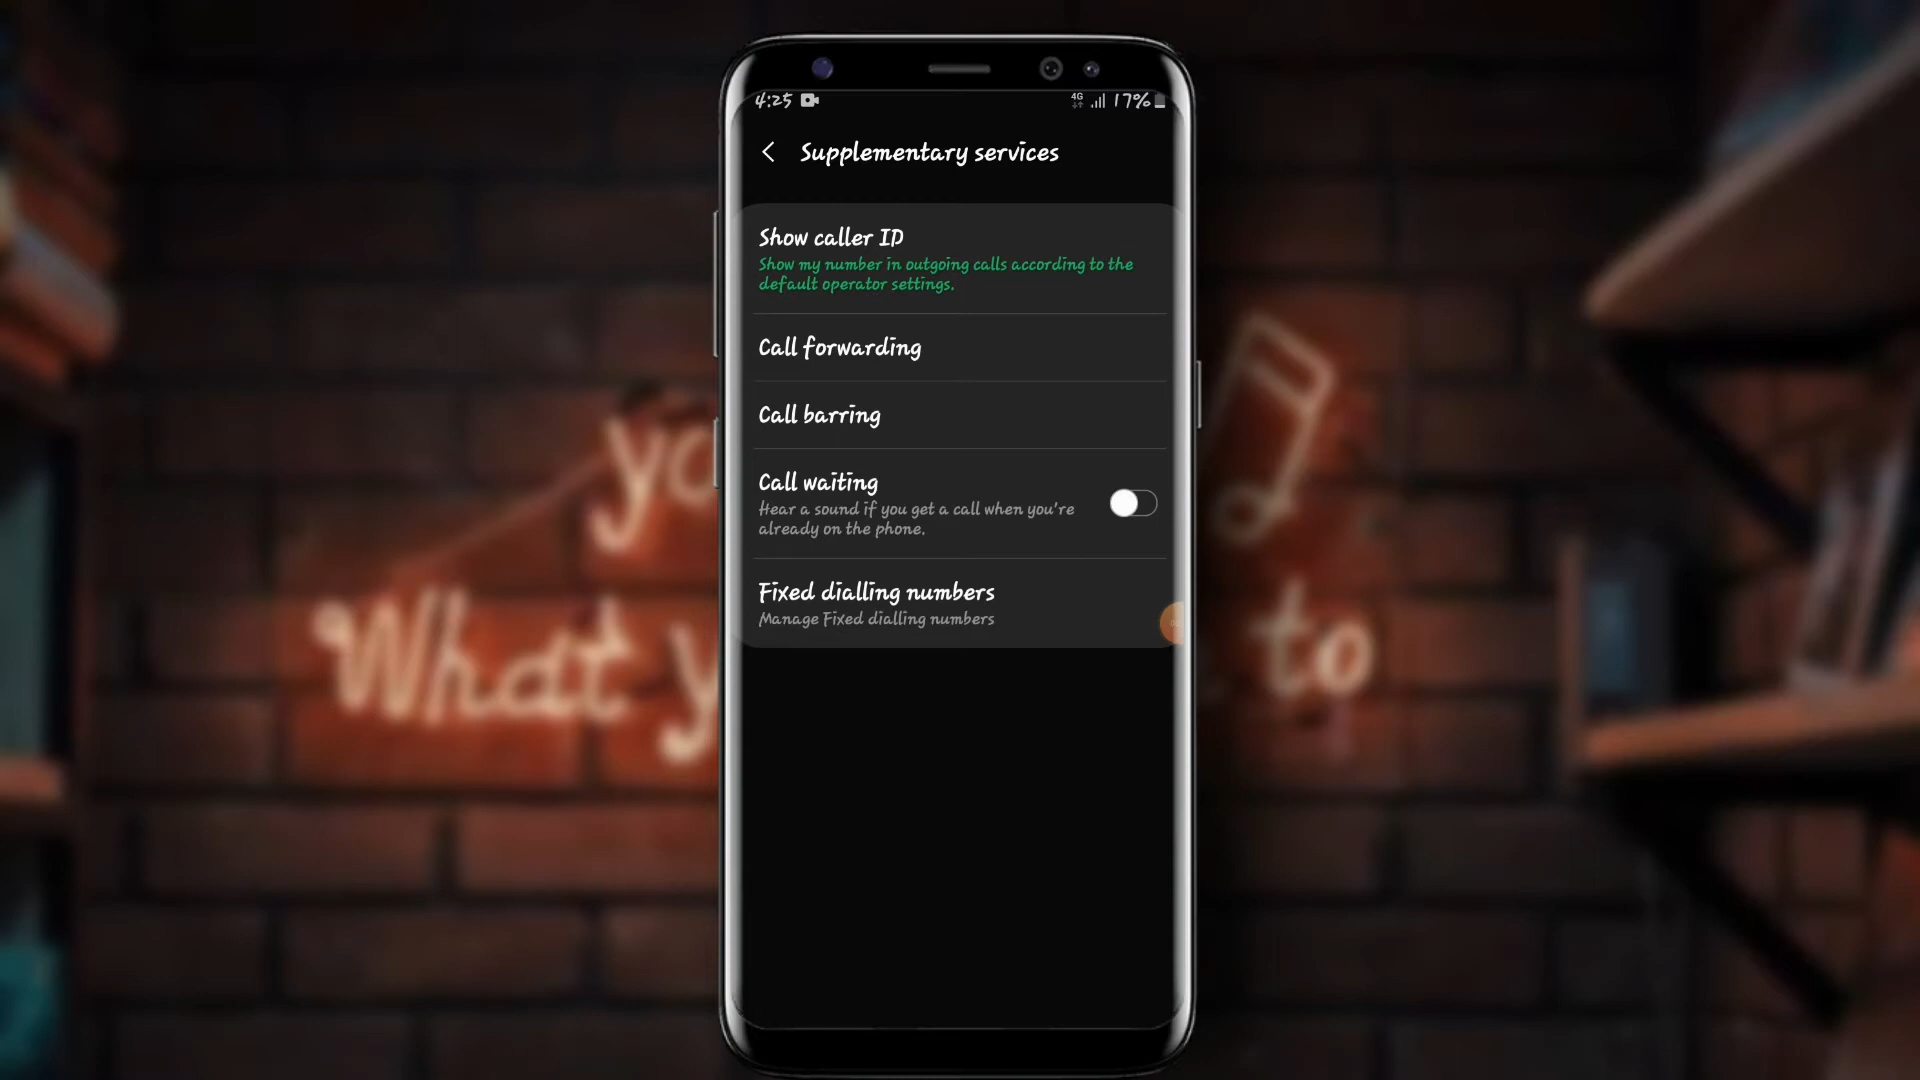 4:25
4G
17%
Supplementary services
Show caller ID
Show my number in outgoing calls according to the
default operator settings.
Call forwarding
Call barring
Call waiting
Hear a sound if you get a call when you're
already on the phone.
Fixed dialling numbers
Manage Fixed dialling numbers
What
to